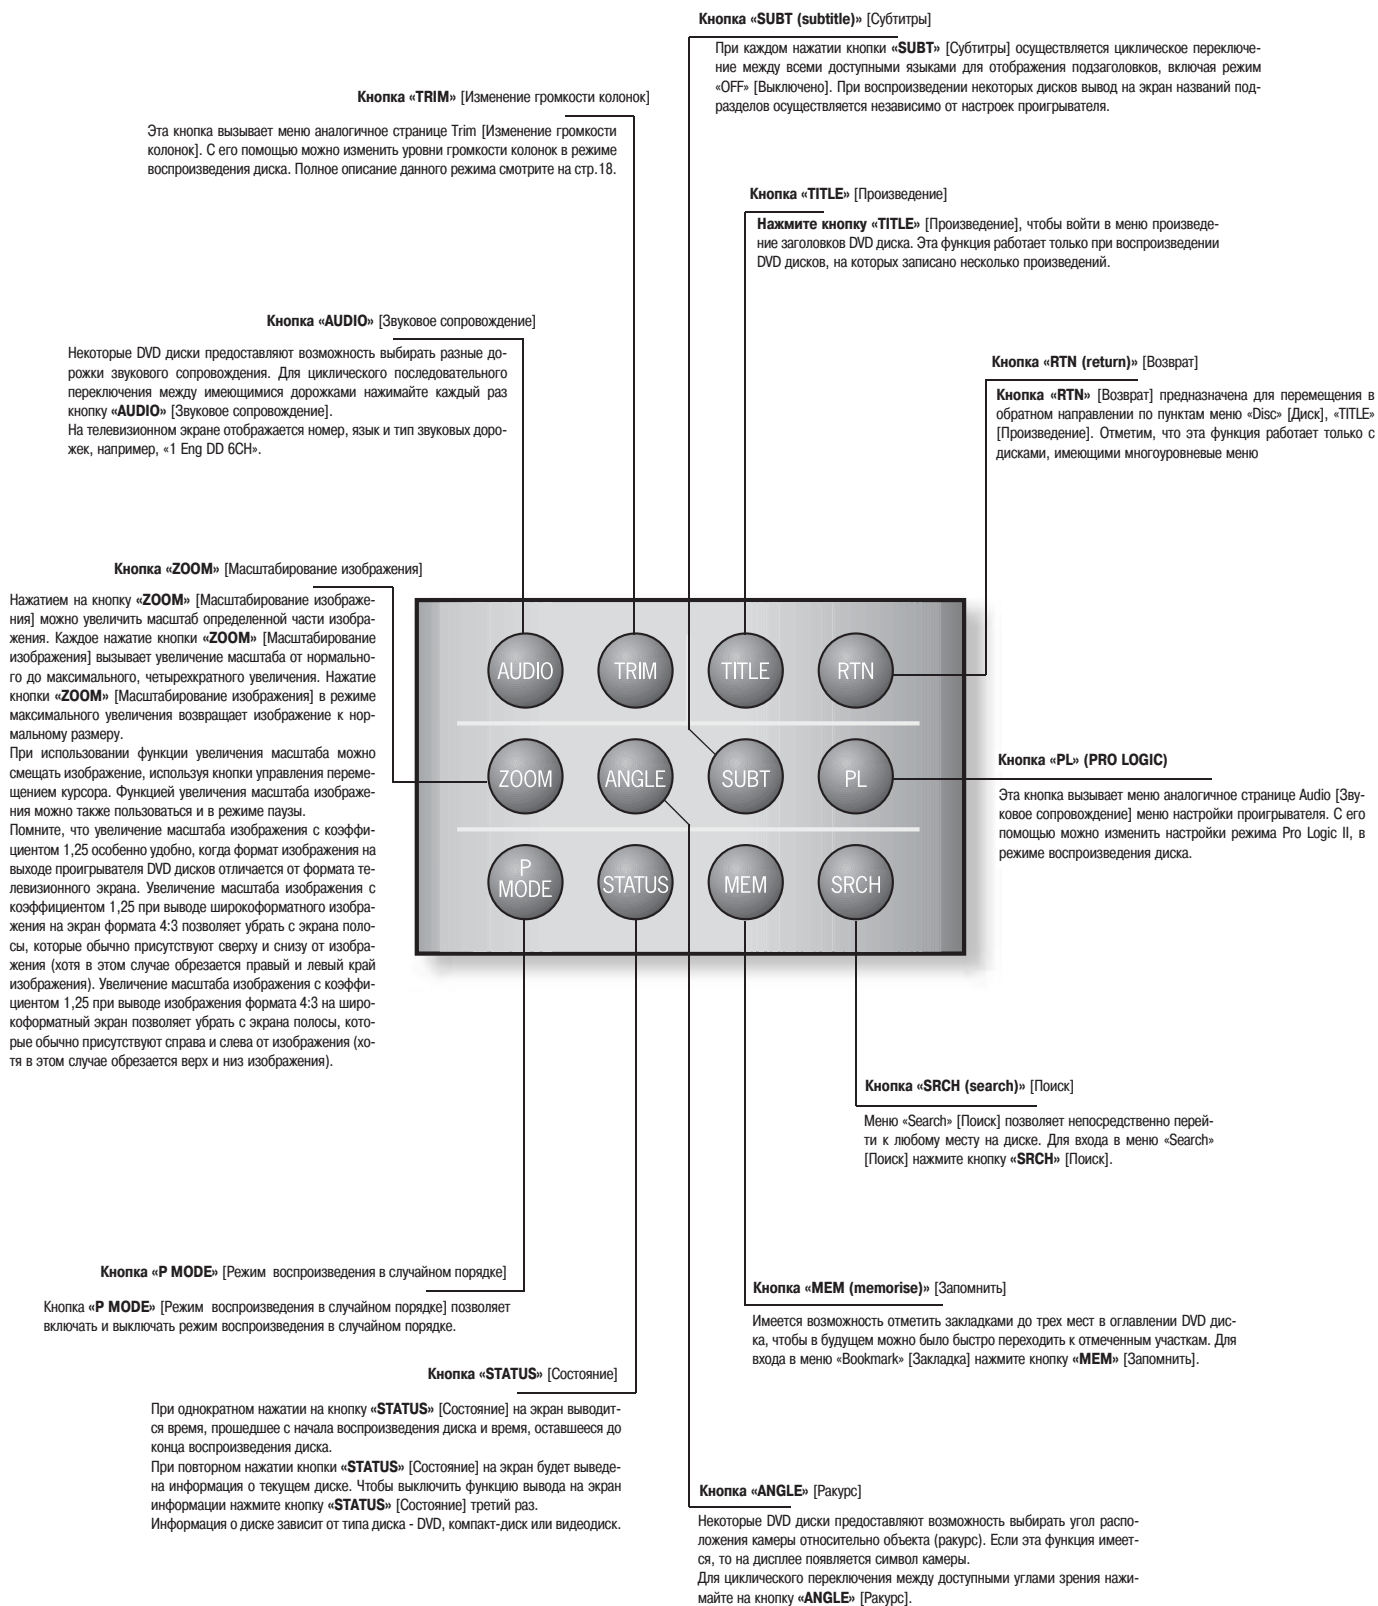 Кнопка «SUBT (subtitle)» [Субтитры]
При каждом нажатии кнопки «SUBT» [Субтитры] осуществляется циклическое переключе-
ние между всеми доступными языками для отображения подзаголовков, включая режим
«OFF» [Выключено]. При воспроизведении некоторых дисков вывод на экран названий под-
разделов осуществляется независимо от настроек проигрывателя.
Кнопка «TRIM» [Изменение громкости колонок]
Эта кнопка вызывает меню аналогичное странице Trim [Изменение громкости
колонок]. С его помощью можно изменить уровни громкости колонок в режиме
воспроизведения диска. Полное описание данного режима смотрите на стр.18.
Кнопка «TITLE» [Произведение]
Нажмите кнопку «TITLE» [Произведение], чтобы войти в меню произведе-
ние заголовков DVD диска. Эта функция работает только при воспроизведении
DVD дисков, на которых записано несколько произведений.
Кнопка «AUDIO» [Звуковое сопровождение]
Некоторые DVD диски предоставляют возможность выбирать разные до-
рожки звукового сопровождения. Для циклического последовательного
переключения между имеющимися дорожками нажимайте каждый раз
кнопку «AUDIO» [Звуковое сопровождение].
На телевизионном экране отображается номер, язык и тип звуковых доро-
жек, например, «1 Eng DD 6CH».
Кнопка «RTN (return)» [Возврат]
Кнопка «RTN» [Возврат] предназначена для перемещения в
обратном направлении по пунктам меню «Disc» [Диск], «TITLE»
[Произведение]. Отметим, что эта функция работает только с
дисками, имеющими многоуровневые меню
Кнопка «ZOOM» [Масштабирование изображения]
Нажатием на кнопку «ZOOM» [Масштабирование изображе-
ния] можно увеличить масштаб определенной части изобра-
жения. Каждое нажатие кнопки «ZOOM» [Масштабирование
изображения] вызывает увеличение масштаба от нормально-
го до максимального, четырехкратного увеличения. Нажатие
кнопки «ZOOM» [Масштабирование изображения] в режиме
максимального увеличения возвращает изображение к нор-
мальному размеру.
При использовании функции увеличения масштаба можно
смещать изображение, используя кнопки управления переме-
щением курсора. Функцией увеличения масштаба изображе-
ния можно также пользоваться и в режиме паузы.
Помните, что увеличение масштаба изображения с коэффи-
циентом 1,25 особенно удобно, когда формат изображения на
выходе проигрывателя DVD дисков отличается от формата те-
левизионного экрана. Увеличение масштаба изображения с
коэффициентом 1,25 при выводе широкоформатного изобра-
жения на экран формата 4:3 позволяет убрать с экрана поло-
сы, которые обычно присутствуют сверху и снизу от изобра-
жения (хотя в этом случае обрезается правый и левый край
изображения). Увеличение масштаба изображения с коэффи-
циентом 1,25 при выводе изображения формата 4:3 на широ-
коформатный экран позволяет убрать с экрана полосы, кото-
рые обычно присутствуют справа и слева от изображения (хо-
тя в этом случае обрезается верх и низ изображения).
AUDIO TRIM TITLE RTN
ZOOM ANGLE SUBT PL
P
MODE STATUS MEM SRCH
Кнопка «PL» (PRO LOGIC)
Эта кнопка вызывает меню аналогичное странице Audio [Зву-
ковое сопровождение] меню настройки проигрывателя. С его
помощью можно изменить настройки режима Pro Logic II, в
режиме воспроизведения диска.
Кнопка «SRCH (search)» [Поиск]
Меню «Search» [Поиск] позволяет непосредственно перей-
ти к любому месту на диске. Для входа в меню «Search»
[Поиск] нажмите кнопку «SRCH» [Поиск].
Кнопка «P MODE» [Режим воспроизведения в случайном порядке]
Кнопка «P MODE» [Режим воспроизведения в случайном порядке] позволяет
включать и выключать режим воспроизведения в случайном порядке.
Кнопка «MEM (memorise)» [Запомнить]
Имеется возможность отметить закладками до трех мест в оглавлении DVD дис-
ка, чтобы в будущем можно было быстро переходить к отмеченным участкам. Для
входа в меню «Bookmark» [Закладка] нажмите кнопку «MEM» [Запомнить].
Кнопка «STATUS» [Состояние]
При однократном нажатии на кнопку «STATUS» [Состояние] на экран выводит-
ся время, прошедшее с начала воспроизведения диска и время, оставшееся до
конца воспроизведения диска.
При повторном нажатии кнопки «STATUS» [Состояние] на экран будет выведе-
на информация о текущем диске. Чтобы выключить функцию вывода на экран
информации нажмите кнопку «STATUS» [Состояние] третий раз.
Информация о диске зависит от типа диска - DVD, компакт-диск или видеодиск.
Кнопка «ANGLE» [Ракурс]
Некоторые DVD диски предоставляют возможность выбирать угол распо-
ложения камеры относительно объекта (ракурс). Если эта функция имеет-
ся, то на дисплее появляется символ камеры.
Для циклического переключения между доступными углами зрения нажи-
майте на кнопку «ANGLE» [Ракурс].